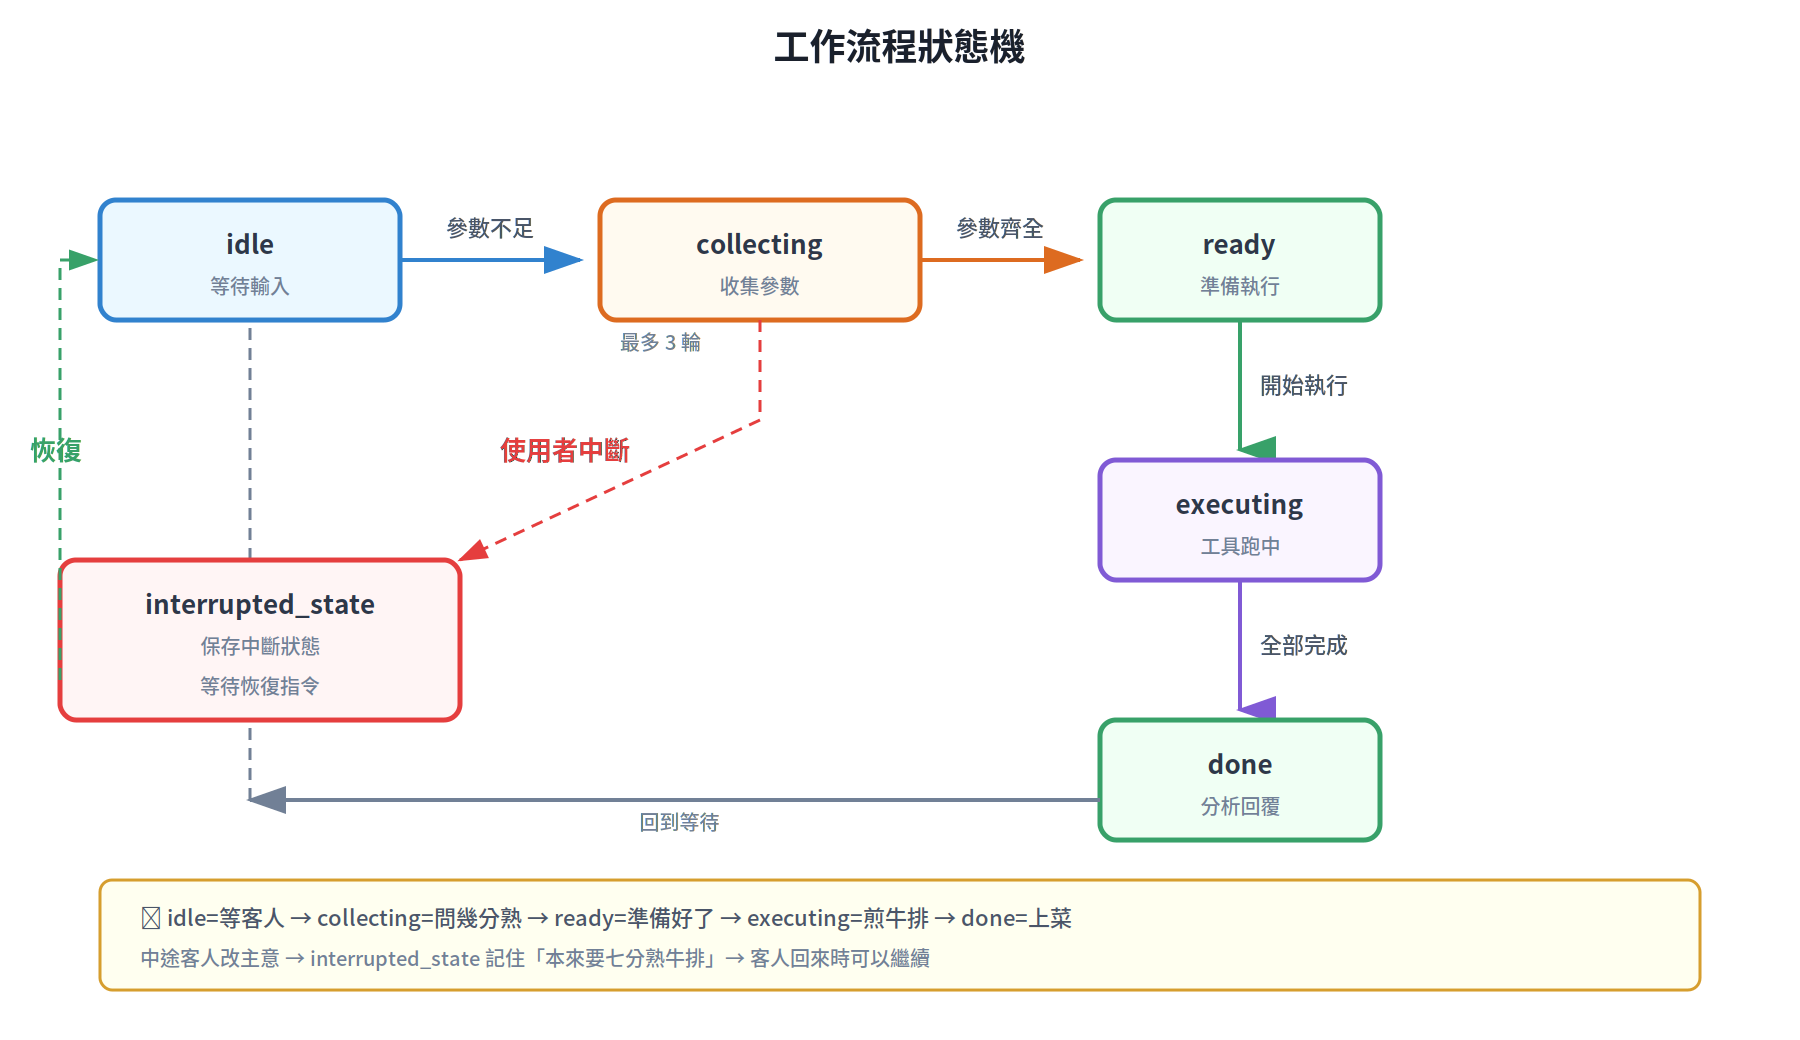 工作流程狀態機
idle
等待輸入
參數不足
collecting
收集參數
最多 3 輪
參數齊全
ready
準備執行
開始執行
恢復
使用者中斷
executing
工具跑中
interrupted_state
保存中斷狀態
等待恢復指令
全部完成
done
分析回覆
回到等待
idle=等客人 → collecting=問幾分熟 → ready=準備好了 → executing=煎牛排 → done=上菜
中途客人改主意 → interrupted_state 記住「本來要七分熟牛排」→ 客人回來時可以繼續